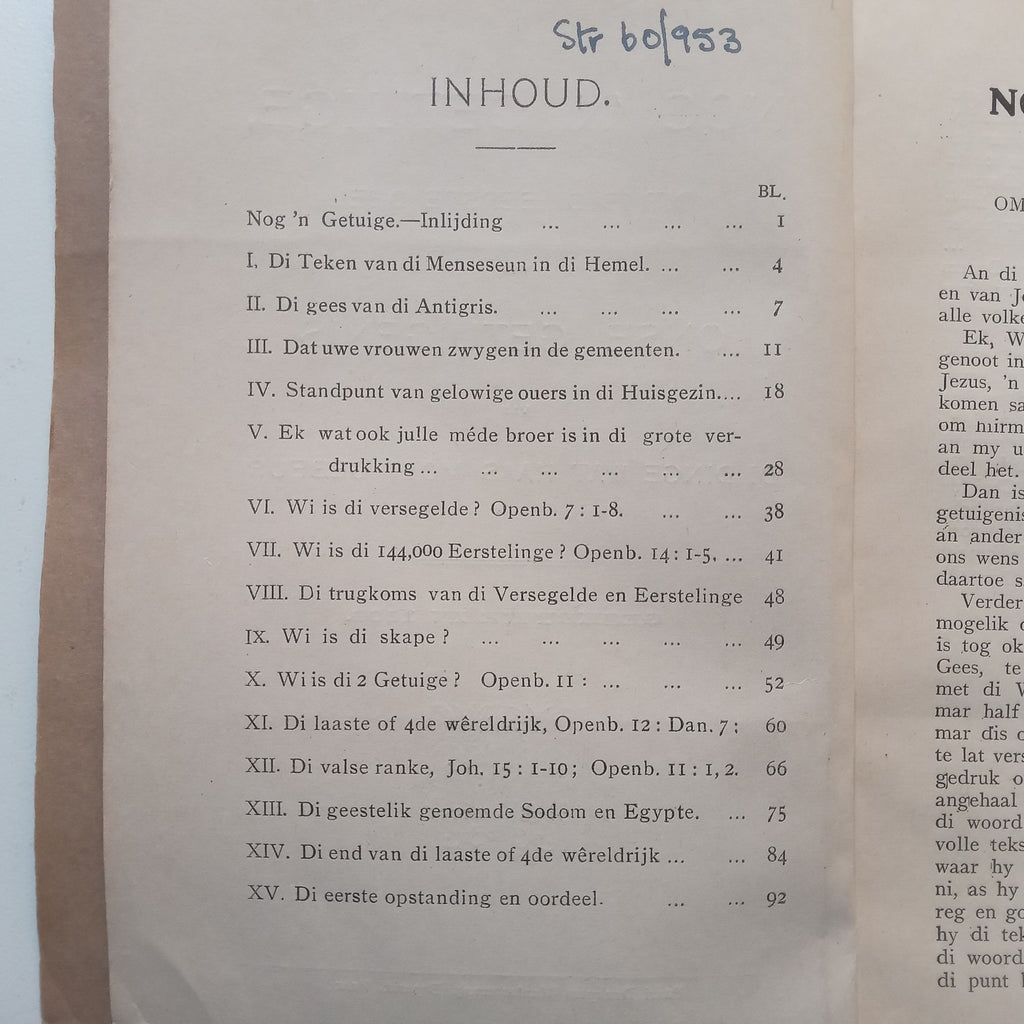 Str 60/953
INHOUD.
BL.
Nog 'n Getuige.—Inlijding ... ... ... ... 1
I. Di Teken van di Menseseun in di Hemel. ... ... 4
II. Di gees van di Antigris. ... ... ... ... 7
III. Dat uwe vrouwen zwygen in de gemeenten. ... 11
IV. Standpunt van gelowige ouers in di Huisgezin.... 18
V. Ek wat ook julle méde broer is in di grote ver-
drukking ... ... ... ... ... ... 28
VI. Wi is di versegelde? Openb. 7 : 1-8. ... ... 38
VII. Wi is di 144,000 Eerstelinge? Openb. 14 : 1-5. ... 41
VIII. Di trugkoms van di Versegelde en Eerstelinge 48
IX. Wi is di skape? ... ... ... ... ... 49
X. Wi is di 2 Getuige? Openb. 11 : ... ... ... 52
XI. Di laaste of 4de wêreldrijk, Openb. 12 : Dan. 7 : 60
XII. Di valse ranke, Joh. 15 : 1-10; Openb. 11 : 1, 2. 66
XIII. Di geestelik genoemde Sodom en Egypte. ... 75
XIV. Di end van di laaste of 4de wêreldrijk ... ... 84
XV. Di eerste opstanding en oordeel. ... ... 92
OM
An di
en van
alle
Ek,
genoot in
Jezus, 'n
komen
om hirm
an my
deel het.
Dan is
getuigenis
án ander
ons wens
daartoe
Verder
mogelik
is tog ok
Gees, te
met di
mar half
mar dis
te lat
gedruk
angehaal
di woord
volle
waar hy
ni, as hy
reg en
hy di
di woord
di punt